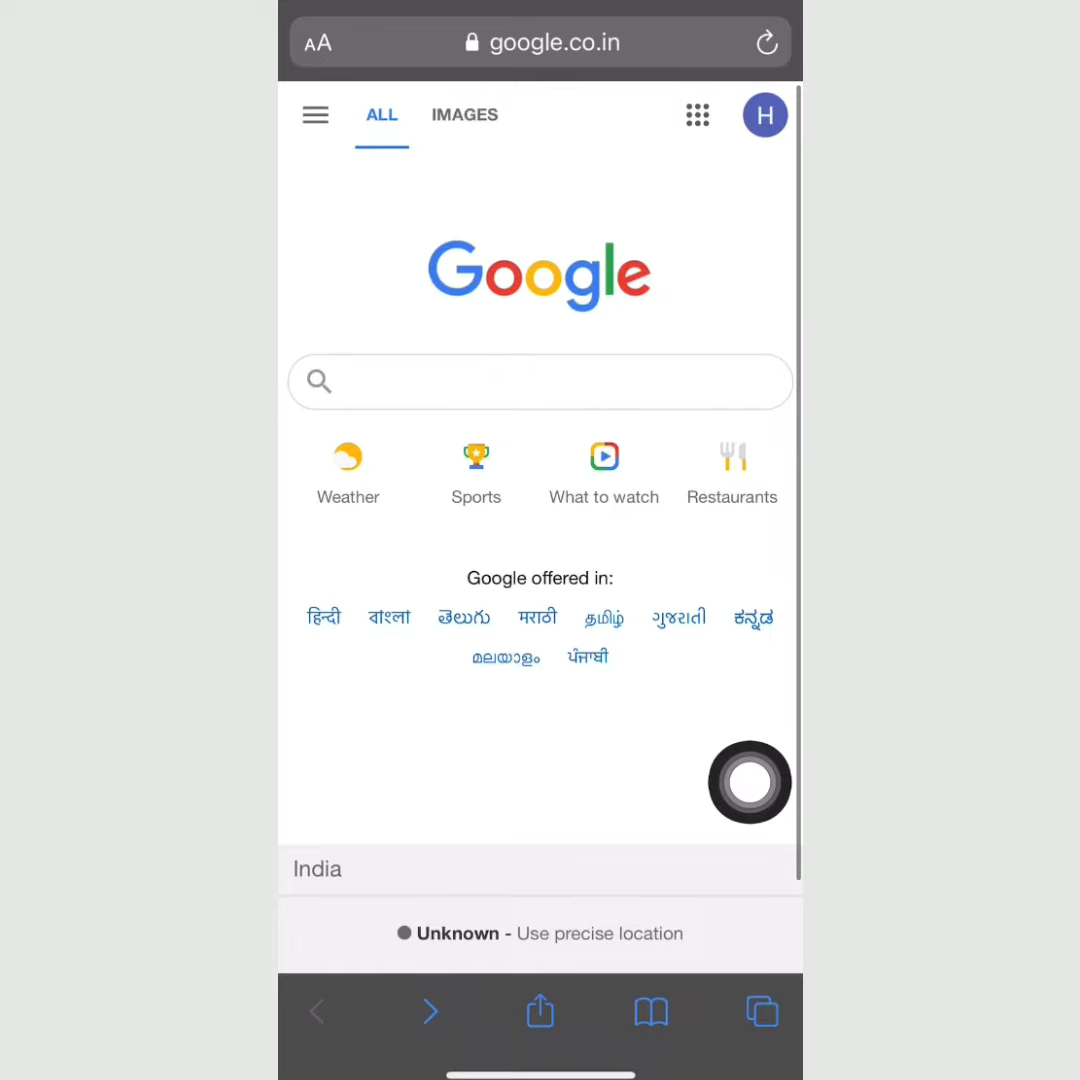 AA google.co.in
ALL IMAGES H
Google
Weather Sports What to watch Restaurants
Google offered in:
हिन्दी বাংলা తెలుగు मराठी தமிழ் ગુજરાતી ಕನ್ನಡ
മലയാളം ਪੰਜਾਬੀ
India
Unknown - Use precise location